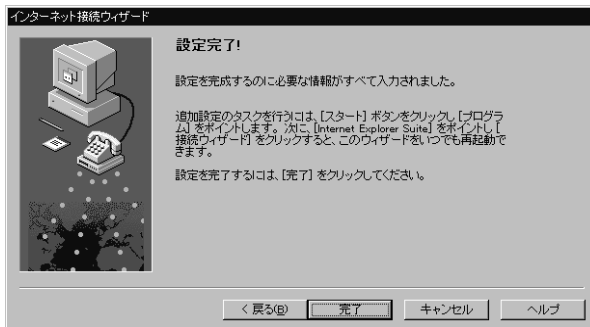 インターネット接続ウィザード
設定完了!
設定を完成するのに必要な情報がすべて入力されました。
追加設定のタスクを行うには、[スタート] ボタンをクリックし、[プログラ
ム] をポイントします。 次に、[Internet Explorer Suite] をポイントし、[
接続ウィザード] をクリックすると、このウィザードをいつでも再起動で
きます。
設定を完了するには、[完了] をクリックしてください。
< 戻る(B) 完了 キャンセル ヘルプ